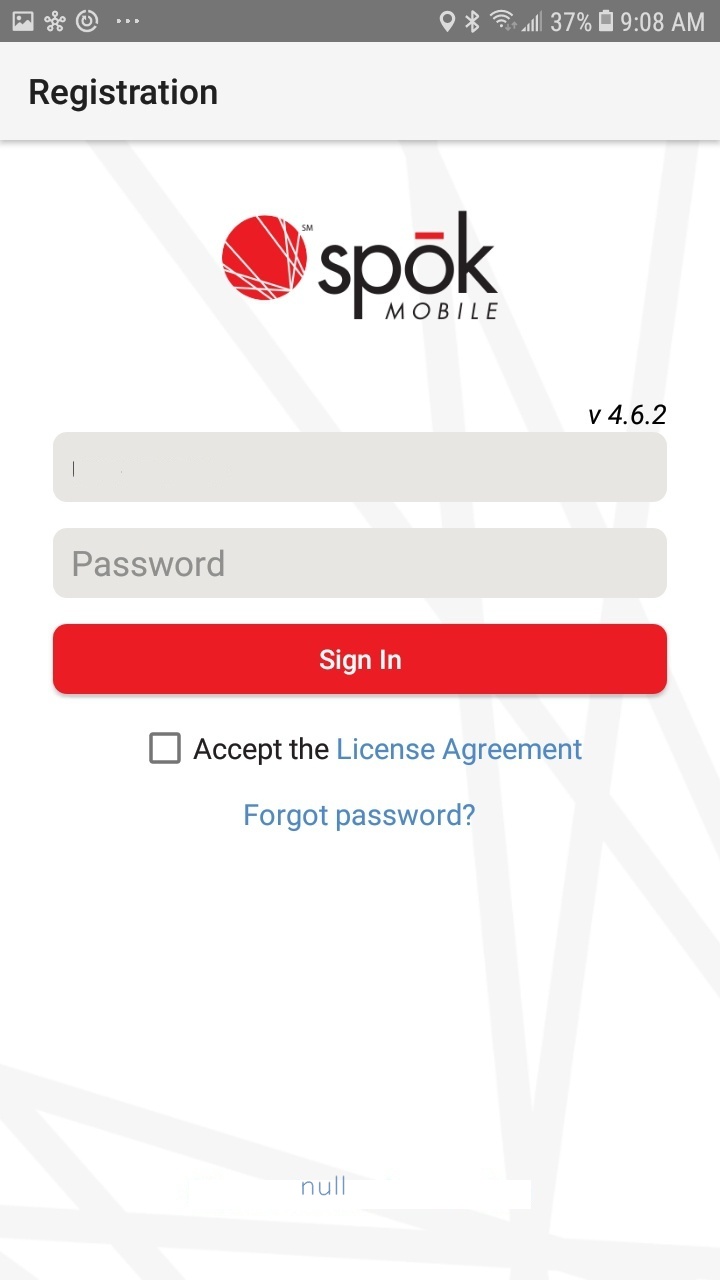 37% 9:08 AM
Registration
SM
spōk
MOBILE
v 4.6.2
Password
Sign In
Accept the License Agreement
Forgot password?
null